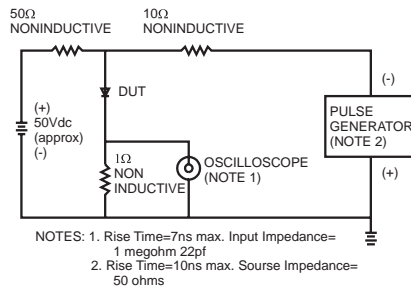 50Ω
NONINDUCTIVE
10Ω
NONINDUCTIVE
DUT
(+)
50Vdc
(approx)
(-)
1Ω
NON
INDUCTIVE
OSCILLOSCOPE
(NOTE 1)
(-)
PULSE
GENERATOR
(NOTE 2)
(+)
NOTES: 1. Rise Time=7ns max. Input Impedance=
1 megohm 22pf
2. Rise Time=10ns max. Sourse Impedance=
50 ohms